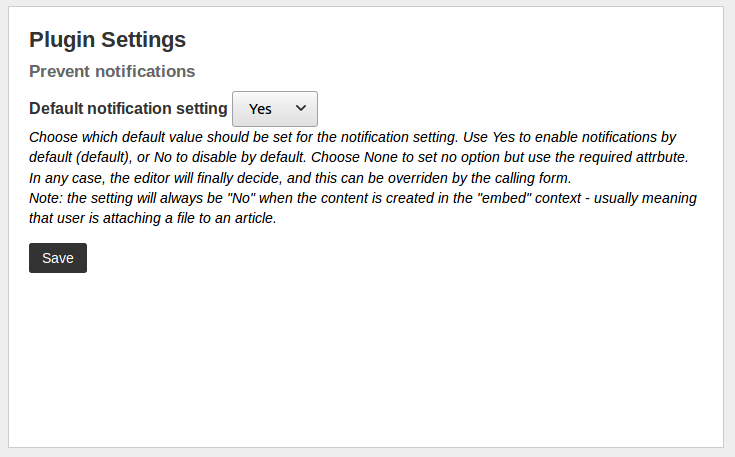 Plugin Settings
Prevent notifications
Default notification setting Yes
Choose which default value should be set for the notification setting. Use Yes to enable notifications by
default (default), or No to disable by default. Choose None to set no option but use the required attrbute.
In any case, the editor will finally decide, and this can be overriden by the calling form.
Note: the setting will always be "No" when the content is created in the "embed" context - usually meaning
that user is attaching a file to an article.
Save